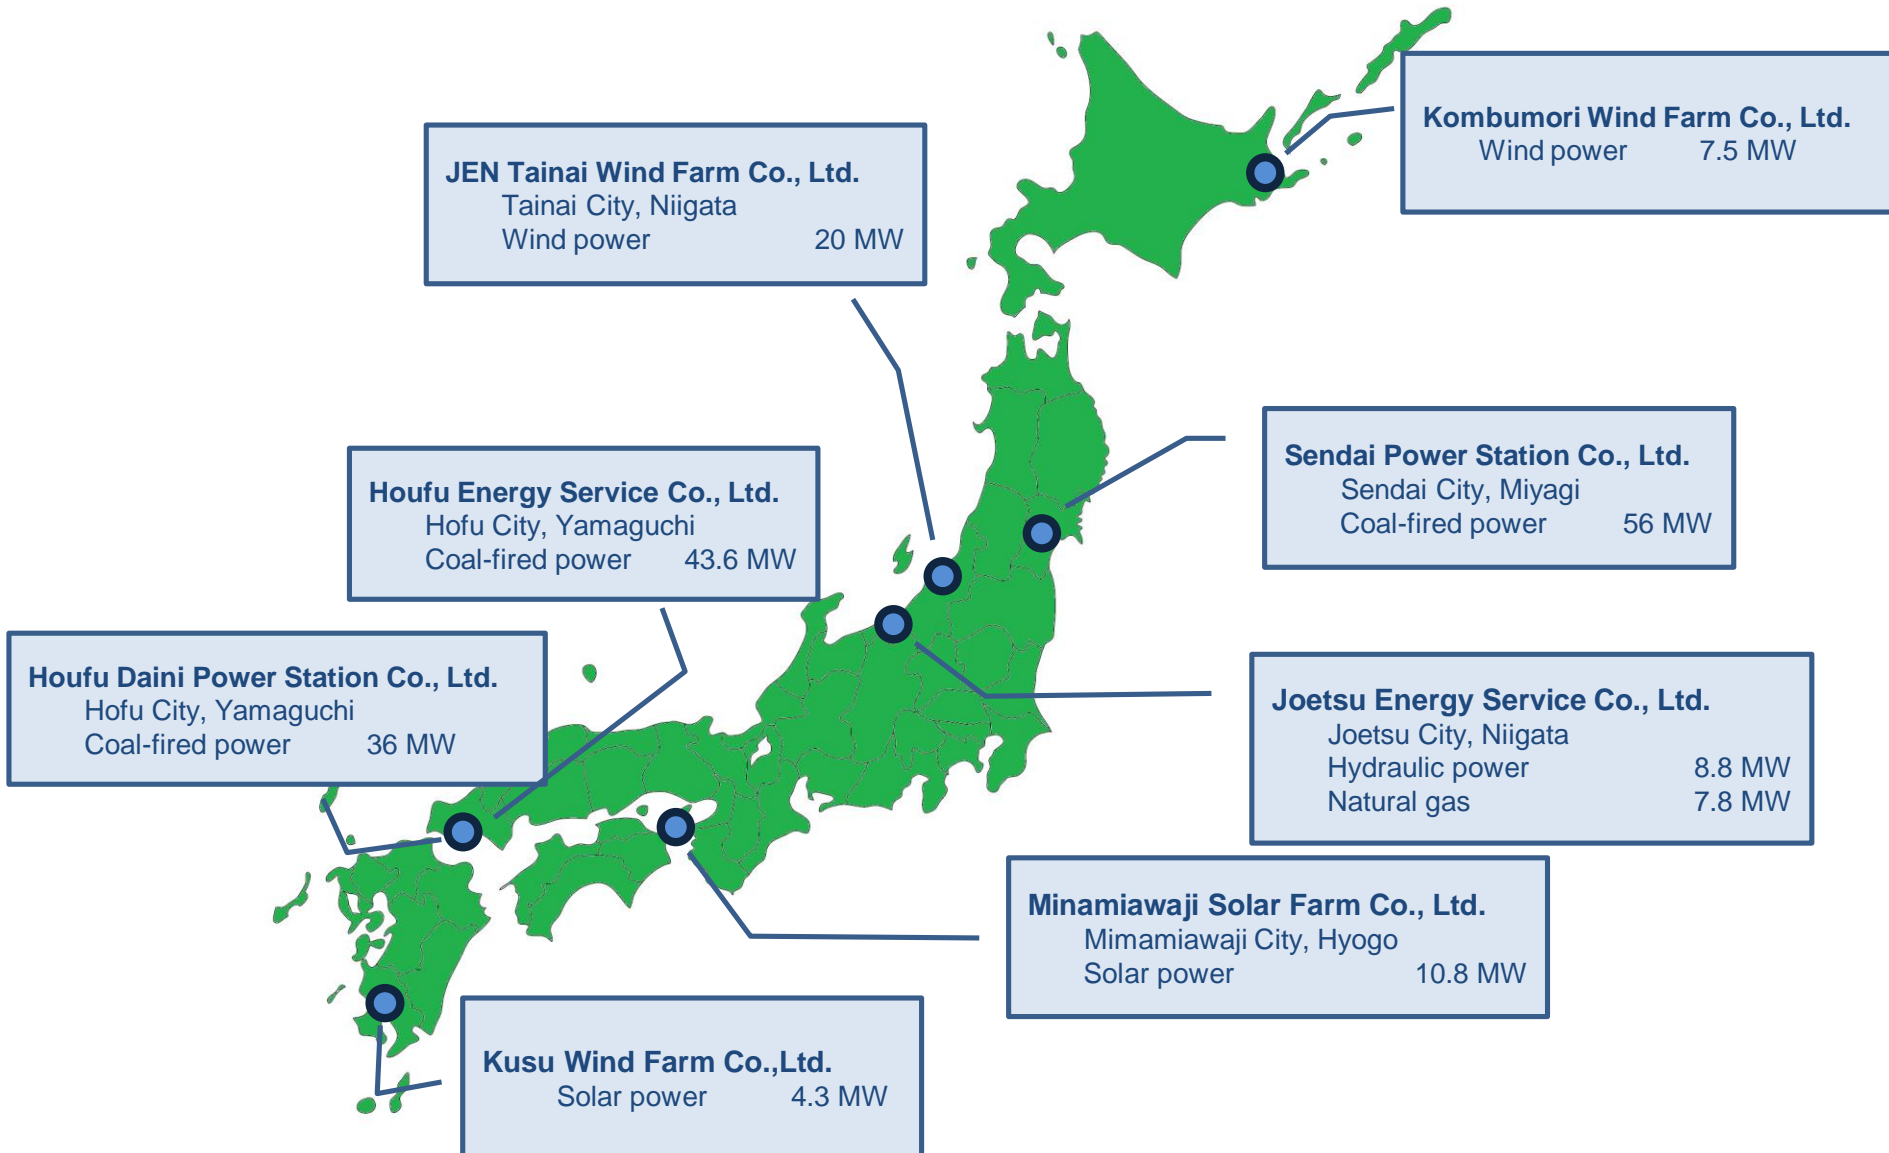 Kombumori Wind Farm Co., Ltd.
Wind power 7.5 MW
JEN Tainai Wind Farm Co., Ltd.
Tainai City, Niigata
Wind power 20 MW
Sendai Power Station Co., Ltd.
Sendai City, Miyagi
Coal-fired power 56 MW
Houfu Energy Service Co., Ltd.
Hofu City, Yamaguchi
Coal-fired power 43.6 MW
Houfu Daini Power Station Co., Ltd.
Hofu City, Yamaguchi
Coal-fired power 36 MW
Joetsu Energy Service Co., Ltd.
Joetsu City, Niigata
Hydraulic power 8.8 MW
Natural gas 7.8 MW
Minamiawaji Solar Farm Co., Ltd.
Mimamiawaji City, Hyogo
Solar power 10.8 MW
Kusu Wind Farm Co.,Ltd.
Solar power 4.3 MW